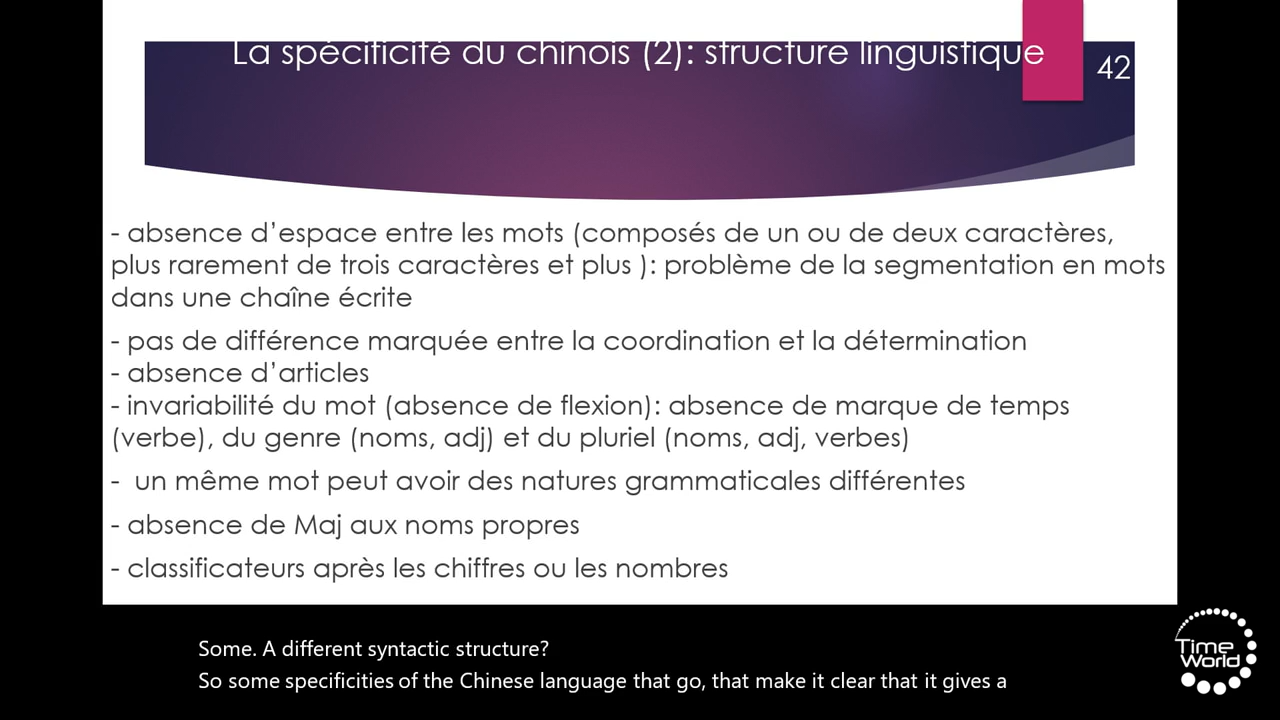 La spécificité du chinois (2): structure linguistique
42
- absence d’espace entre les mots (composés de un ou de deux caractères,
plus rarement de trois caractères et plus ): problème de la segmentation en mots
dans une chaîne écrite
- pas de différence marquée entre la coordination et la détermination
- absence d’articles
- invariabilité du mot (absence de flexion): absence de marque de temps
(verbe), du genre (noms, adj) et du pluriel (noms, adj, verbes)
- un même mot peut avoir des natures grammaticales différentes
- absence de Maj aux noms propres
- classificateurs après les chiffres ou les nombres
Some. A different syntactic structure?
So some specificities of the Chinese language that go, that make it clear that it gives a
Time
World